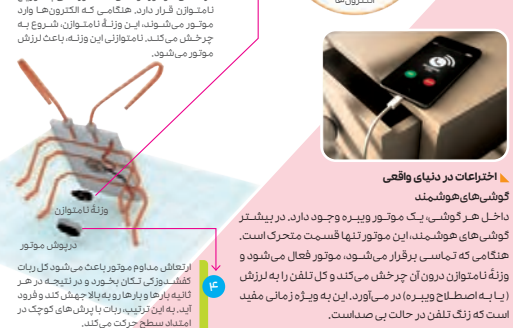 الکترون‌ها
نامتوازن قرار دارد. هنگامی که الکترون‌ها وارد
موتور می‌شوند، این وزنهٔ نامتوازن، شروع به
چرخش می‌کند. نامتوازنی این وزنه، باعث لرزش
موتور می‌شود.
وزنهٔ نامتوازن
درپوش موتور
۴
ارتعاش مداوم موتور باعث می‌شود کل ربات
کفشدوزکی تکان بخورد و در نتیجه در هر
ثانیه بارها و بارها رو به بالا جهش کند و فرود
آید. به این ترتیب، ربات با پرش‌های کوچک در
امتداد سطح حرکت می‌کند.
اختراعات در دنیای واقعی
گوشی‌های هوشمند
داخل هر گوشی، یک موتور ویبره وجود دارد. در بیشتر
گوشی‌های هوشمند، این موتور تنها قسمت متحرک است.
هنگامی که تماسی برقرار می‌شود، موتور فعال می‌شود و
وزنهٔ نامتوازن درون آن چرخش می‌کند و کل تلفن را به لرزش
(یا به اصطلاح ویبره) در می‌آورد. این به ویژه زمانی مفید
است که زنگ تلفن در حالت بی صداست.